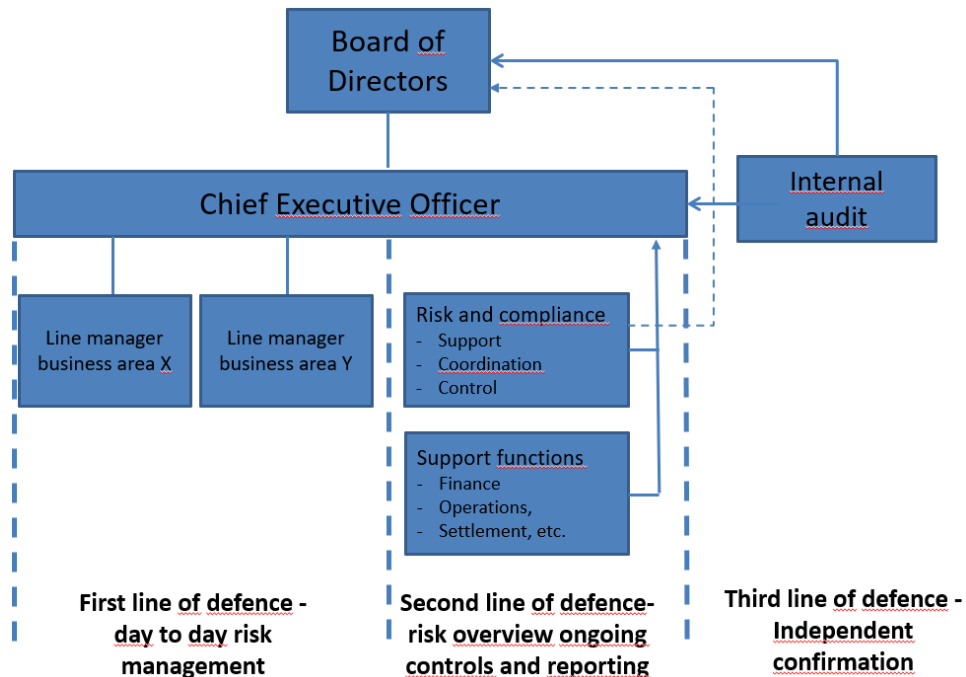 Board of
Directors
Internal
audit
Chief Executive Officer
Line manager
business area X
Line manager
business area Y
Risk and compliance
- Support
- Coordination
- Control
Support functions
- Finance
- Operations,
- Settlement, etc.
First line of defence -
day to day risk
management
Second line of defence-
risk overview ongoing
controls and reporting
Third line of defence -
Independent
confirmation